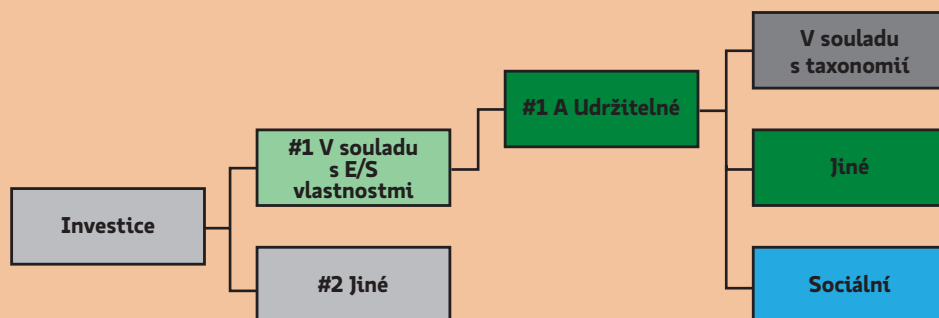 Investice
#1 V souladu
s E/S
vlastnostmi
#2 Jiné
#1 A Udržitelné
V souladu
s taxonomií
Jiné
Sociální